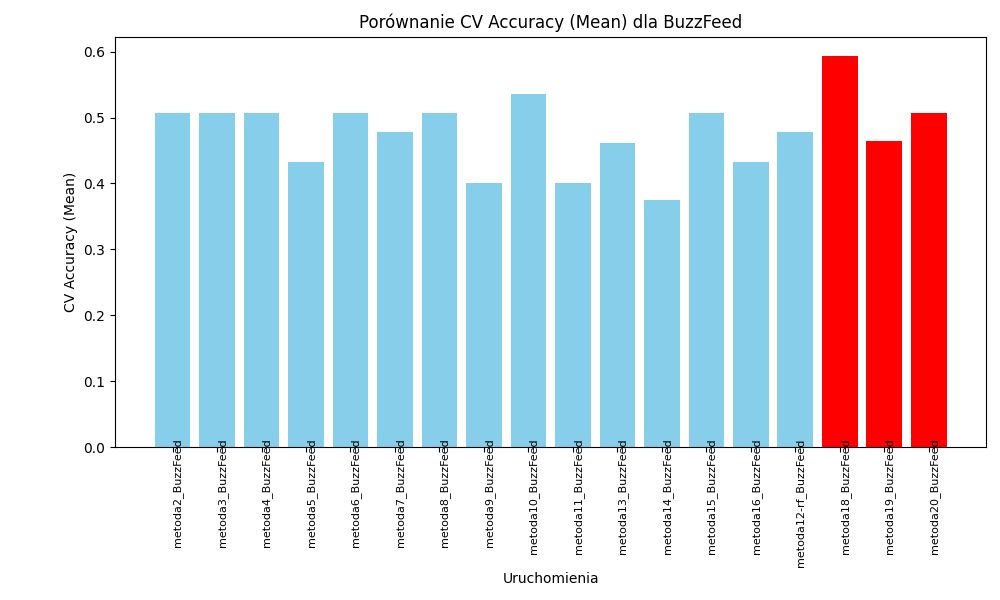 Porównanie CV Accuracy (Mean) dla BuzzFeed
CV Accuracy (Mean)
0.6
0.5
0.4
0.3
0.2
0.1
0.0
metoda2_BuzzFeed
metoda3_BuzzFeed
metoda4_BuzzFeed
metoda5_BuzzFeed
metoda6_BuzzFeed
metoda7_BuzzFeed
metoda8_BuzzFeed
metoda9_BuzzFeed
metoda10_BuzzFeed
metoda11_BuzzFeed
metoda13_BuzzFeed
metoda14_BuzzFeed
metoda15_BuzzFeed
metoda16_BuzzFeed
metoda12-rf_BuzzFeed
metoda18_BuzzFeed
metoda19_BuzzFeed
metoda20_BuzzFeed
Uruchomienia